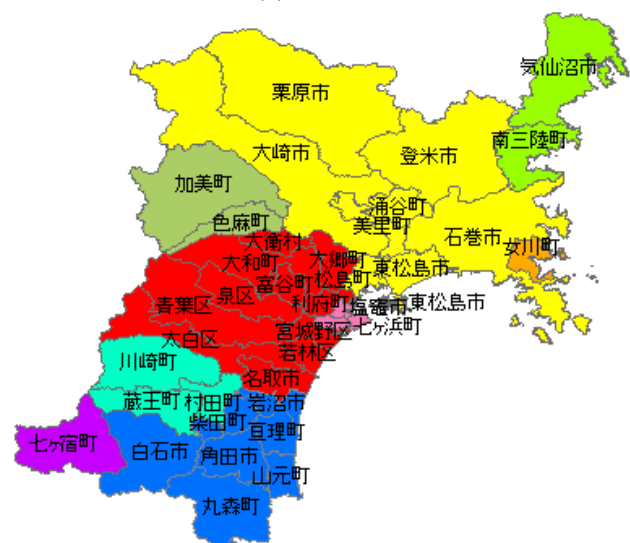 気仙沼市
栗原市
南三陸町
大崎市
登米市
加美町
涌谷町
色麻町
美里町
石巻市
女川町
大衡村
大郷町
大和町
東松島市
富谷町
松島町
泉区
青葉区
利府町
塩竈市
東松島市
宮城野区
七ヶ浜町
太白区
若林区
川崎町
名取市
蔵王町
村田町
岩沼市
柴田町
亘理町
七ヶ宿町
白石市
角田市
山元町
丸森町